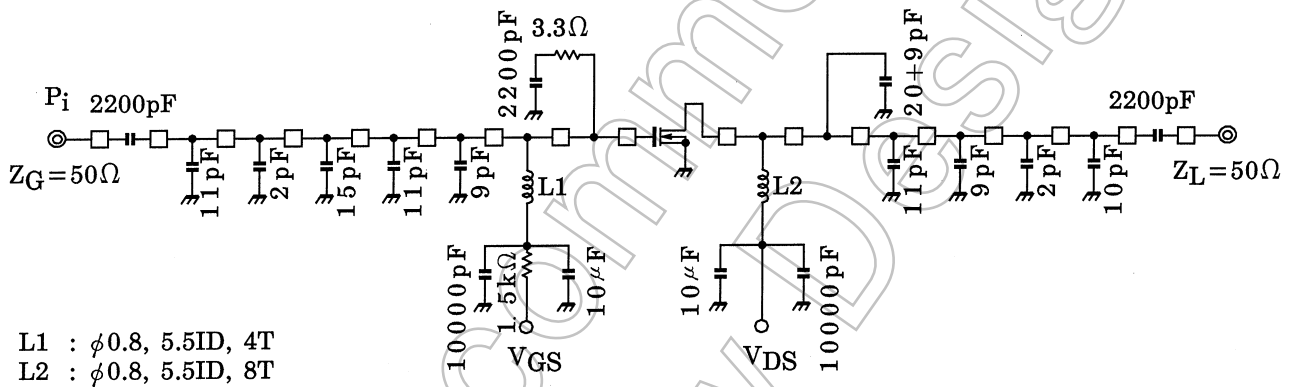 Pi
2200pF
ZG=50Ω
11pF
2pF
15pF
11pF
9pF
2200pF
3.3Ω
L1
10000pF
1.5kΩ
10μF
VGS
L2
10μF
10000pF
VDS
20+9pF
11pF
9pF
2pF
10pF
2200pF
ZL=50Ω
L1 : φ0.8, 5.5ID, 4T
L2 : φ0.8, 5.5ID, 8T